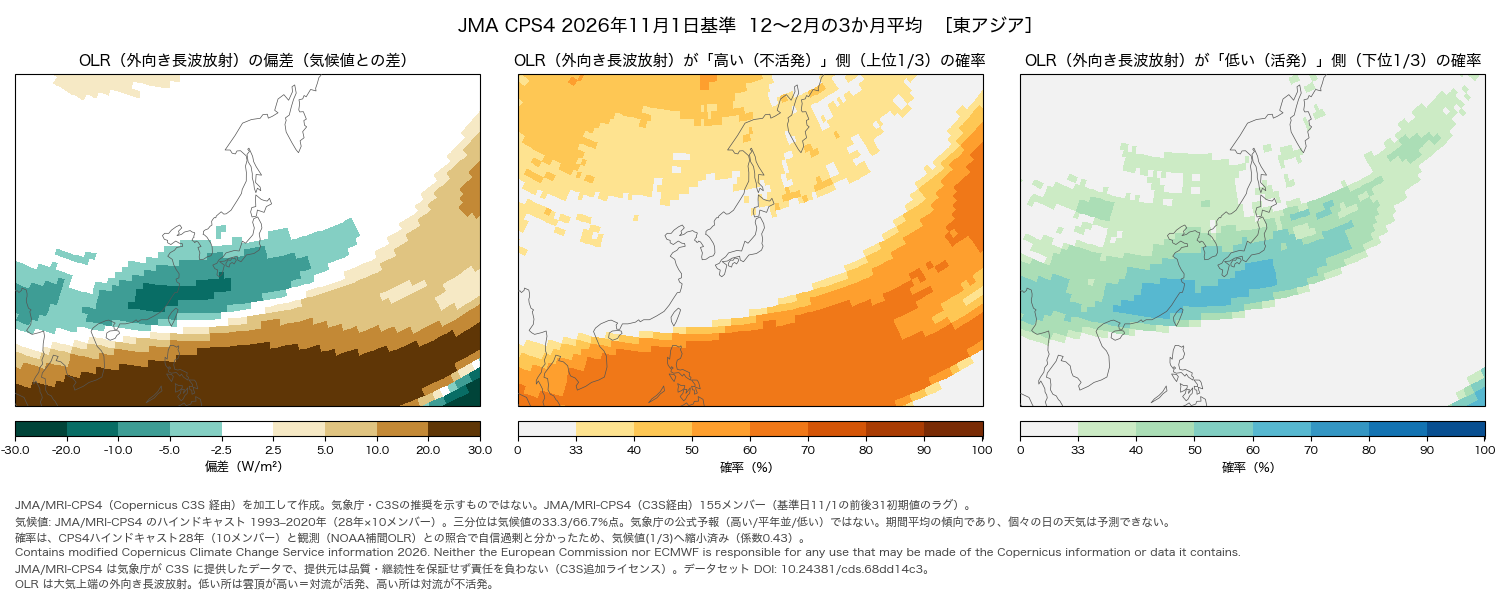 JMA CPS4 2026年11月1日基準  12～2月の3か月平均  ［東アジア］
OLR（外向き長波放射）の偏差（気候値との差）
OLR（外向き長波放射）が「高い（不活発）」側（上位1/3）の確率
OLR（外向き長波放射）が「低い（活発）」側（下位1/3）の確率
-30.0 -20.0 -10.0 -5.0 -2.5 2.5 5.0 10.0 20.0 30.0
偏差（W/m²）
0 33 40 50 60 70 80 90 100
確率（%）
0 33 40 50 60 70 80 90 100
確率（%）
JMA/MRI-CPS4（Copernicus C3S 経由）を加工して作成。気象庁・C3Sの推奨を示すものではない。JMA/MRI-CPS4（C3S経由）155メンバー（基準日11/1の前後31初期値のラグ）。
気候値: JMA/MRI-CPS4 のハインドキャスト 1993–2020年（28年×10メンバー）。三分位は気候値の33.3/66.7%点。気象庁の公式予報（高い/平年並/低い）ではない。期間平均の傾向であり、個々の日の天気は予測できない。
確率は、CPS4ハインドキャスト28年（10メンバー）と観測（NOAA補間OLR）との照合で自信過剰と分かったため、気候値(1/3)へ縮小済み（係数0.43）。
Contains modified Copernicus Climate Change Service information 2026. Neither the European Commission nor ECMWF is responsible for any use that may be made of the Copernicus information or data it contains.
JMA/MRI-CPS4 は気象庁が C3S に提供したデータで、提供元は品質・継続性を保証せず責任を負わない（C3S追加ライセンス）。データセット DOI: 10.24381/cds.68dd14c3。
OLR は大気上端の外向き長波放射。低い所は雲頂が高い＝対流が活発、高い所は対流が不活発。